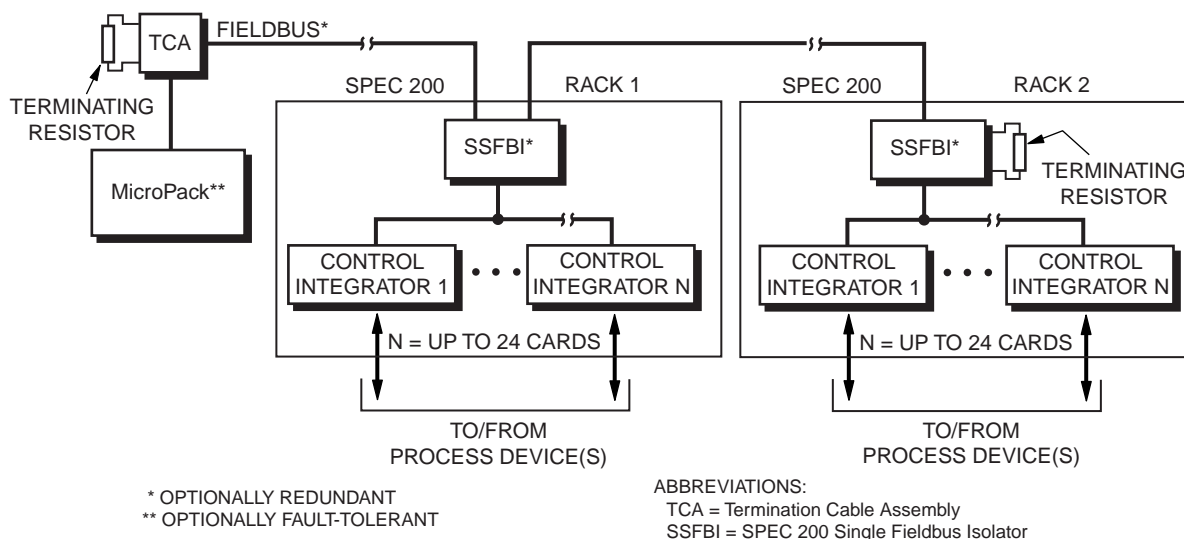 TCA
FIELDBUS*
TERMINATING
RESISTOR
MicroPack**
SPEC 200
RACK 1
SSFBI*
CONTROL
INTEGRATOR 1
CONTROL
INTEGRATOR N
N = UP TO 24 CARDS
TO/FROM
PROCESS DEVICE(S)
SPEC 200
RACK 2
SSFBI*
TERMINATING
RESISTOR
CONTROL
INTEGRATOR 1
CONTROL
INTEGRATOR N
N = UP TO 24 CARDS
TO/FROM
PROCESS DEVICE(S)
* OPTIONALLY REDUNDANT
** OPTIONALLY FAULT-TOLERANT
ABBREVIATIONS:
TCA = Termination Cable Assembly
SSFBI = SPEC 200 Single Fieldbus Isolator